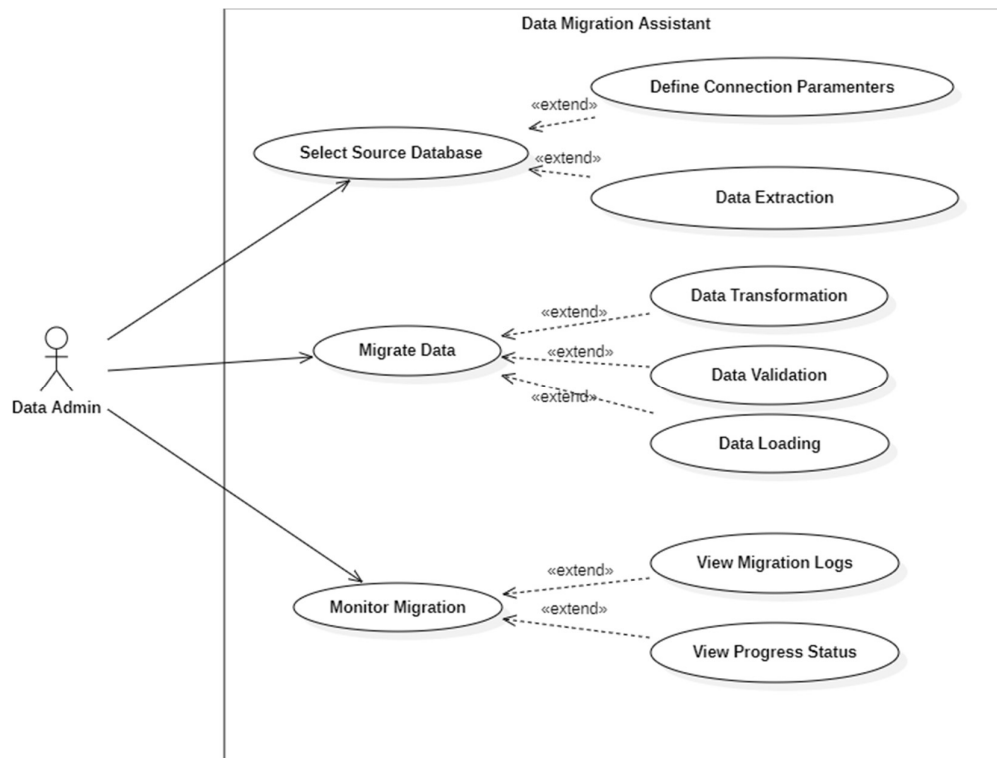 Data Migration Assistant
Define Connection Paramenters
«extend»
Select Source Database
«extend»
Data Extraction
Data Transformation
«extend»
Migrate Data
«extend»
Data Validation
«extend»
Data Loading
Data Admin
View Migration Logs
«extend»
Monitor Migration
«extend»
View Progress Status